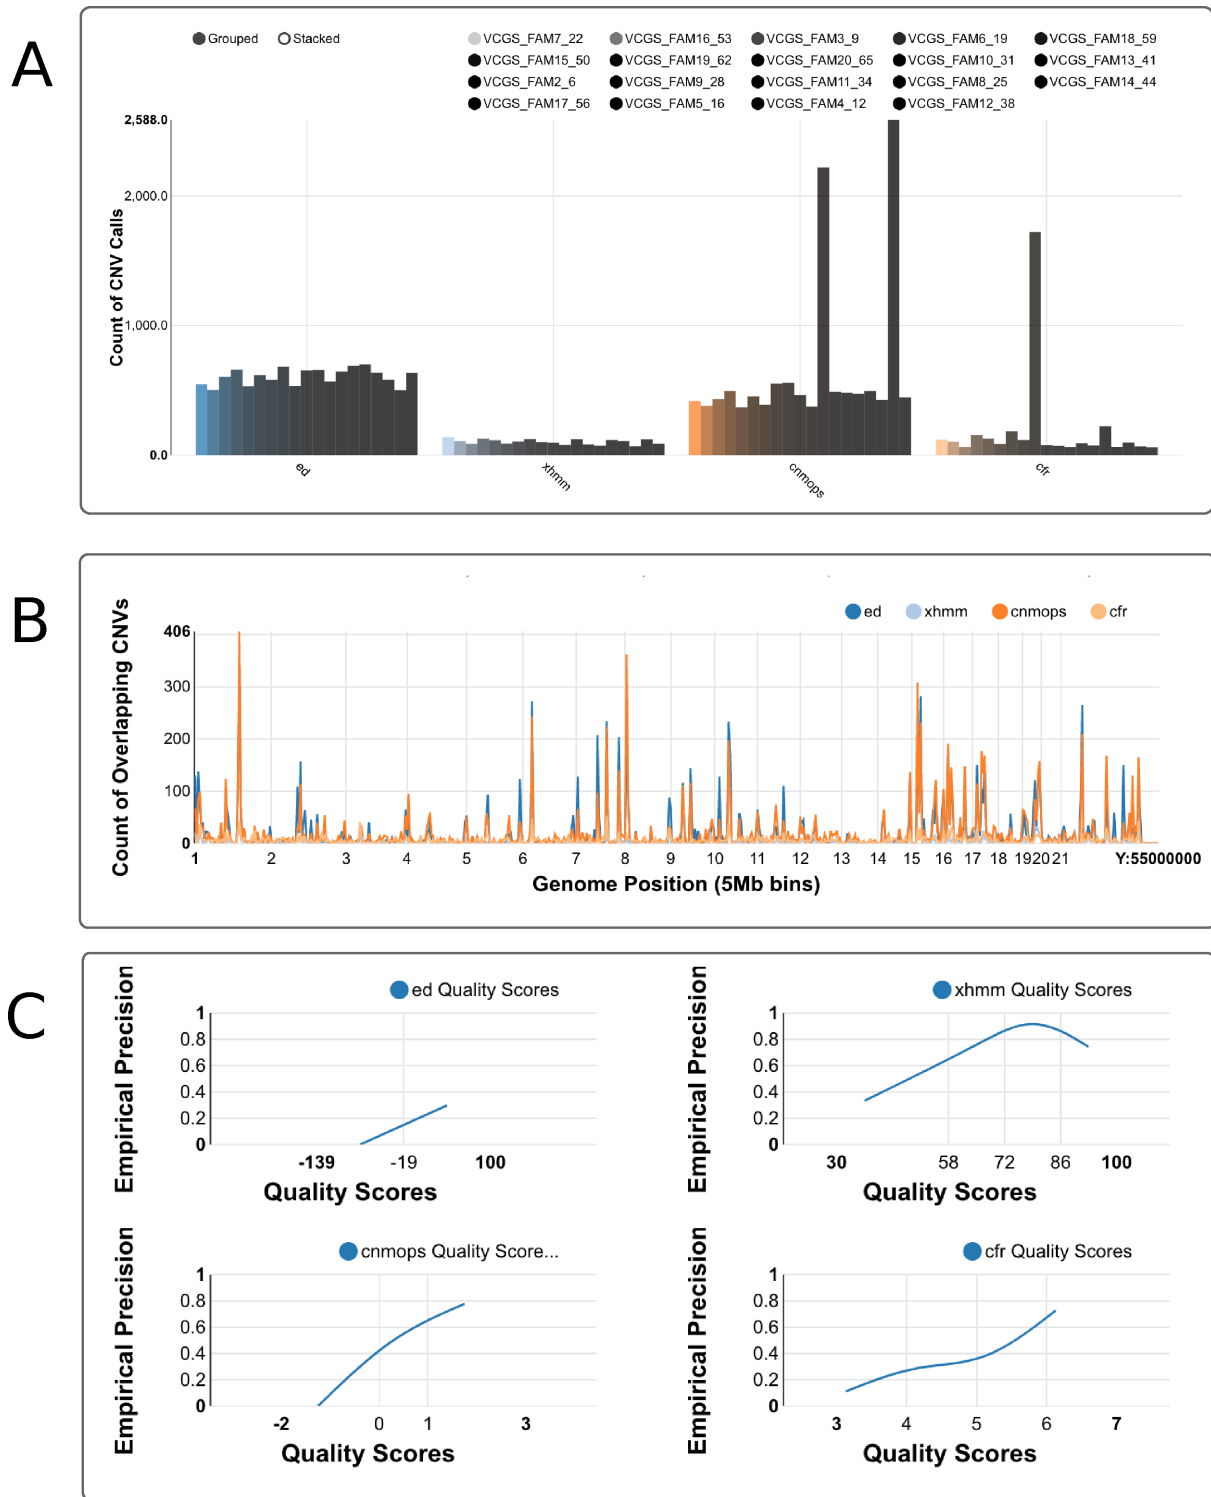 A
Grouped Stacked
VCGS_FAM7_22 VCGS_FAM16_53 VCGS_FAM3_9 VCGS_FAM6_19 VCGS_FAM18_59
VCGS_FAM15_50 VCGS_FAM19_62 VCGS_FAM20_65 VCGS_FAM10_31 VCGS_FAM13_41
VCGS_FAM2_6 VCGS_FAM9_28 VCGS_FAM11_34 VCGS_FAM8_25 VCGS_FAM14_44
VCGS_FAM17_56 VCGS_FAM5_16 VCGS_FAM4_12 VCGS_FAM12_38
Count of CNV Calls
2,588.0
2,000.0
1,000.0
0.0
ed xhmm cnmops cfr
B
ed xhmm cnmops cfr
Count of Overlapping CNVs
406
300
200
100
0
1 2 3 4 5 6 7 8 9 10 11 12 13 14 15 16 17 18 19 20 21 Y:55000000
Genome Position (5Mb bins)
C
ed Quality Scores
Empirical Precision
1
0.8
0.6
0.4
0.2
0
-139 -19 100
Quality Scores
xhmm Quality Scores
Empirical Precision
1
0.8
0.6
0.4
0.2
0
30 58 72 86 100
Quality Scores
cnmops Quality Score...
Empirical Precision
1
0.8
0.6
0.4
0.2
0
-2 0 1 3
Quality Scores
cfr Quality Scores
Empirical Precision
1
0.8
0.6
0.4
0.2
0
3 4 5 6 7
Quality Scores